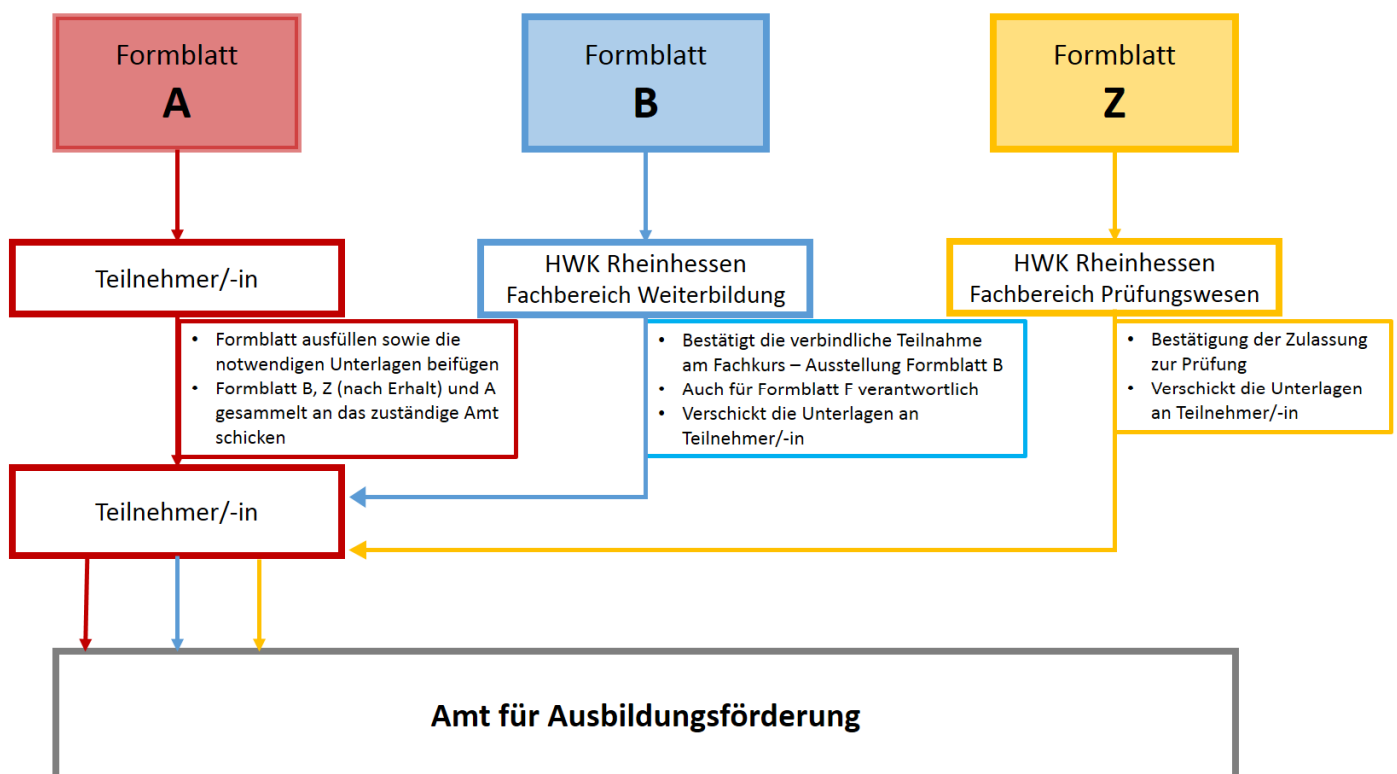 Formblatt
A
Formblatt
B
Formblatt
Z
Teilnehmer/-in
HWK Rheinhessen
Fachbereich Weiterbildung
HWK Rheinhessen
Fachbereich Prüfungswesen
• Formblatt ausfüllen sowie die
notwendigen Unterlagen beifügen
• Formblatt B, Z (nach Erhalt) und A
gesammelt an das zuständige Amt
schicken
• Bestätigt die verbindliche Teilnahme
am Fachkurs – Ausstellung Formblatt B
• Auch für Formblatt F verantwortlich
• Verschickt die Unterlagen an
Teilnehmer/-in
• Bestätigung der Zulassung
zur Prüfung
• Verschickt die Unterlagen
an Teilnehmer/-in
Teilnehmer/-in
Amt für Ausbildungsförderung